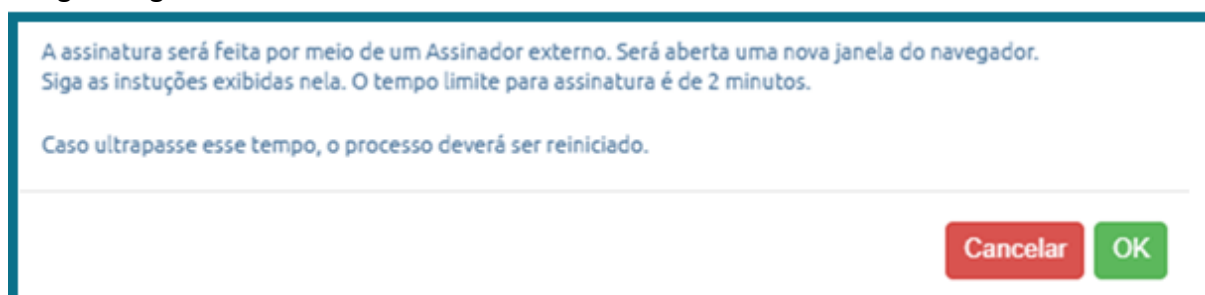 A assinatura será feita por meio de um Assinador externo. Será aberta uma nova janela do navegador.
Siga as instuções exibidas nela. O tempo limite para assinatura é de 2 minutos.
Caso ultrapasse esse tempo, o processo deverá ser reiniciado.
Cancelar OK